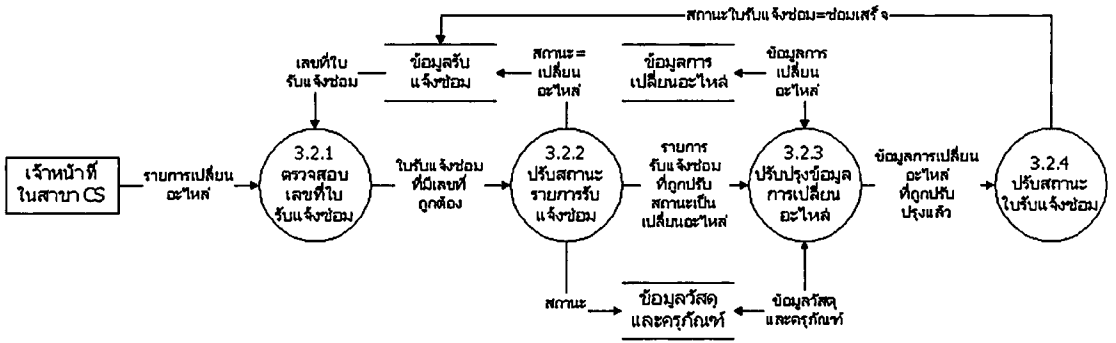 สถานะใบรับแจ้งซ่อม=ซ่อมเสร็จ
เลขที่ใบ
รับแจ้งซ่อม
ข้อมูลรับ
แจ้งซ่อม
สถานะ=
เปลี่ยน
อะไหล่
ข้อมูลการ
เปลี่ยนอะไหล่
ข้อมูลการ
เปลี่ยน
อะไหล่
เจ้าหน้าที่
ในสาขา CS
รายการเปลี่ยน
อะไหล่
3.2.1
ตรวจสอบ
เลขที่ใบ
รับแจ้งซ่อม
ใบรับแจ้งซ่อม
ที่มีเลขที่
ถูกต้อง
3.2.2
ปรับสถานะ
รายการรับ
แจ้งซ่อม
รายการ
รับแจ้งซ่อม
ที่ถูกปรับ
สถานะเป็น
เปลี่ยนอะไหล่
3.2.3
ปรับปรุงข้อมูล
การเปลี่ยน
อะไหล่
ข้อมูลการเปลี่ยน
อะไหล่
ที่ถูกปรับ
ปรุงแล้ว
3.2.4
ปรับสถานะ
ใบรับแจ้งซ่อม
สถานะ
ข้อมูลวัสดุ
และครุภัณฑ์
ข้อมูลวัสดุ
และครุภัณฑ์